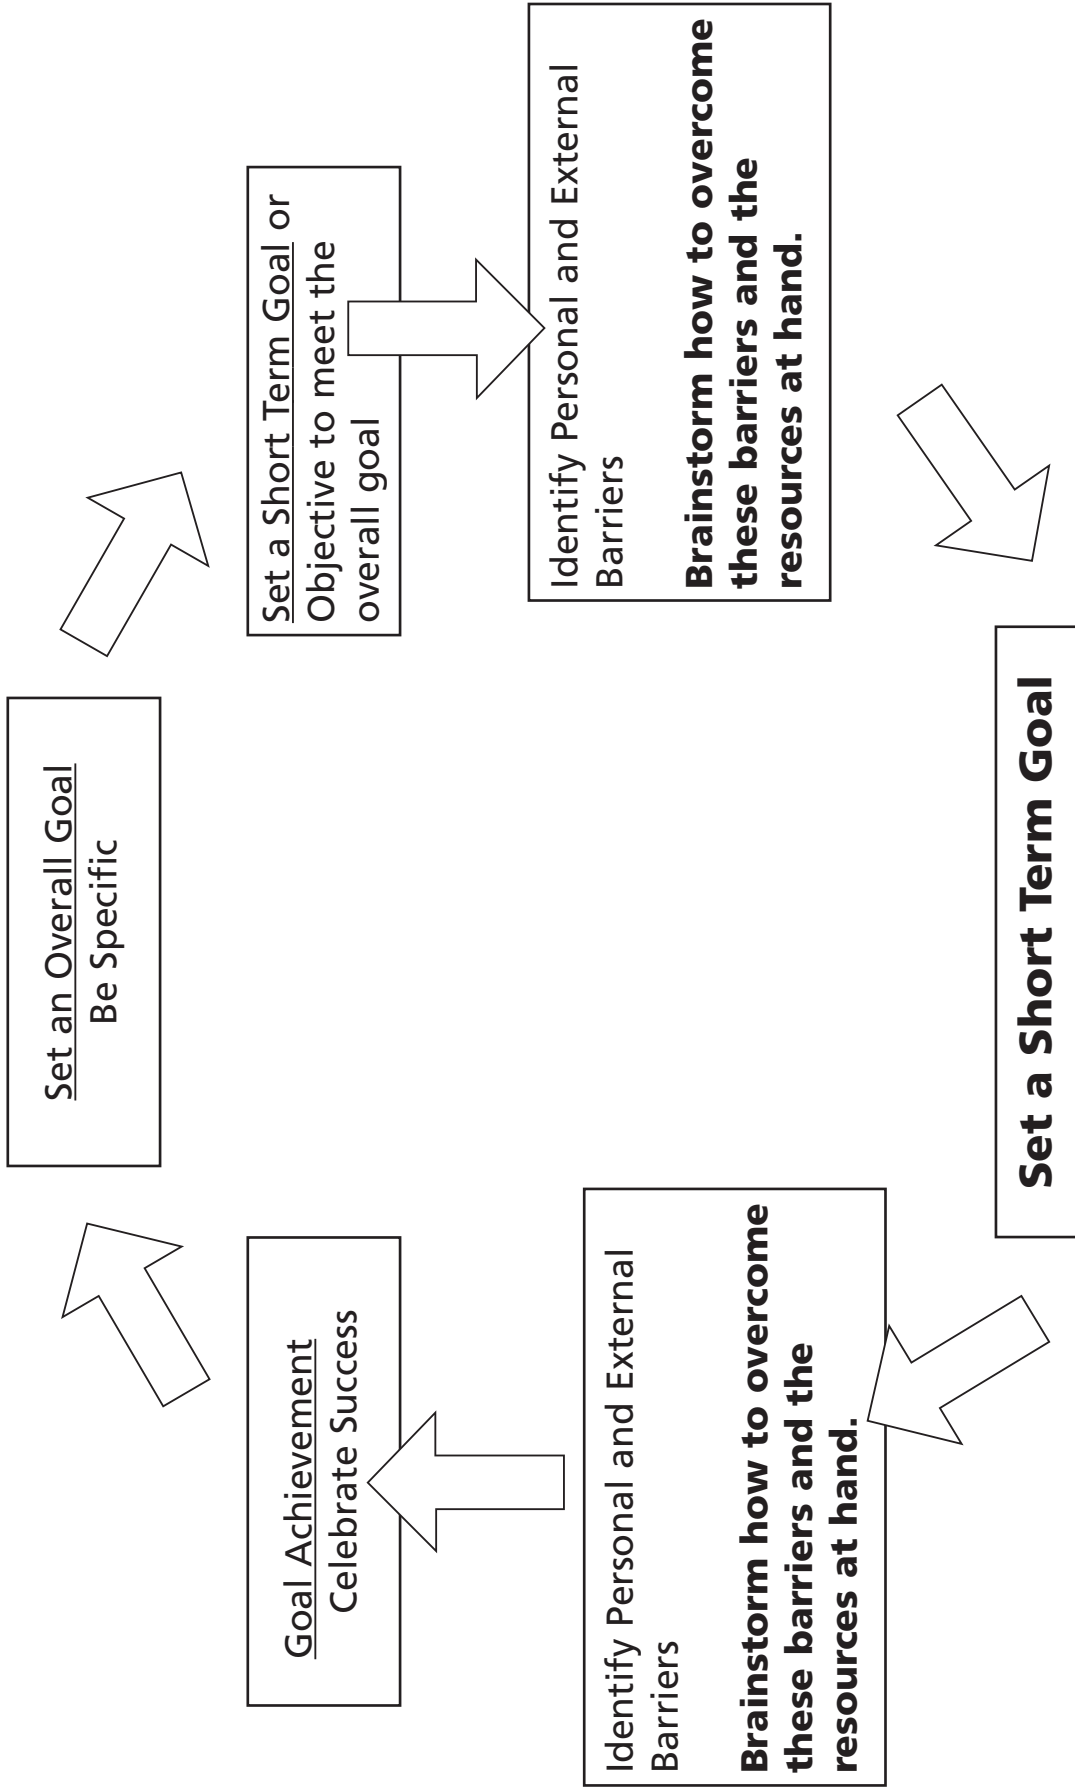 Set an Overall Goal
Be Specific
Set a Short Term Goal or
Objective to meet the
overall goal
Identify Personal and External
Barriers
Brainstorm how to overcome
these barriers and the
resources at hand.
Set a Short Term Goal
Identify Personal and External
Barriers
Brainstorm how to overcome
these barriers and the
resources at hand.
Goal Achievement
Celebrate Success